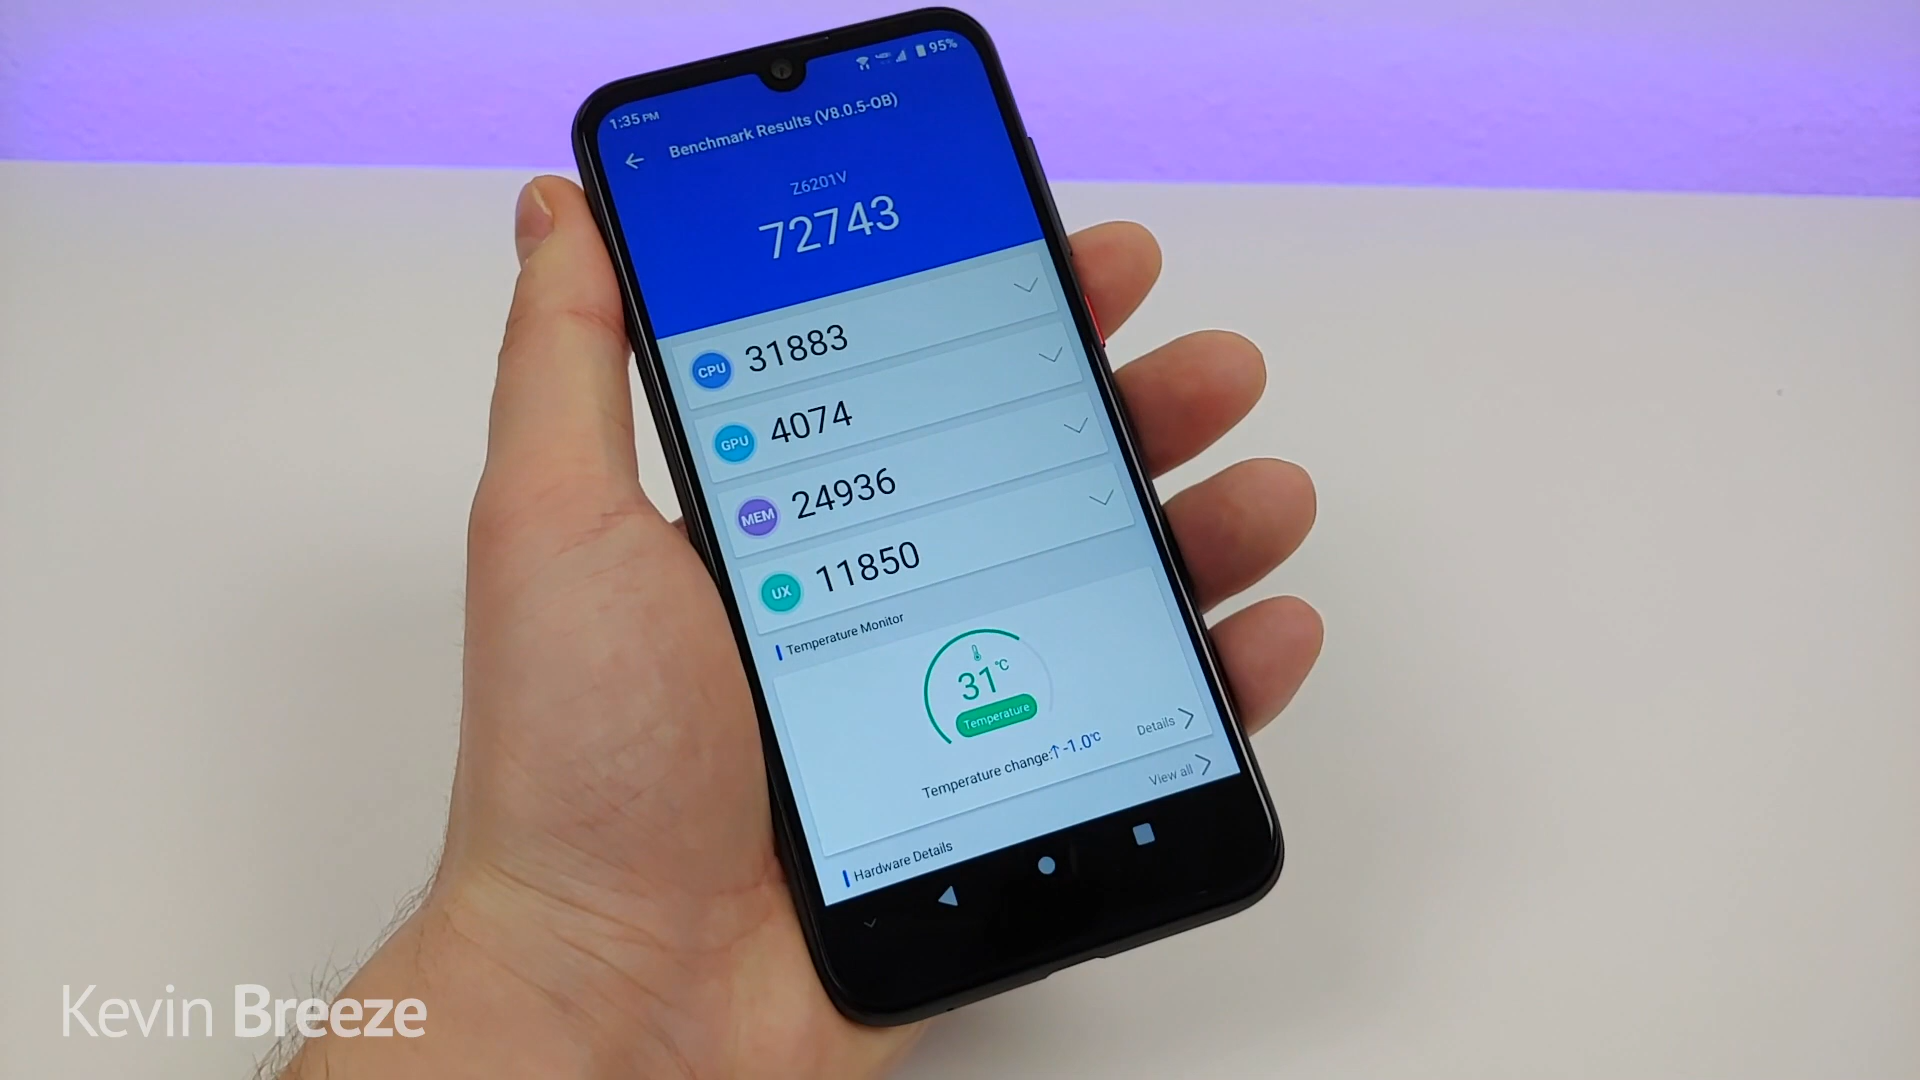 1:35 PM
95%
Benchmark Results (V8.0.5-OB)
Z6201V
72743
CPU 31883
GPU 4074
MEM 24936
UX 11850
Temperature Monitor
31℃
Temperature
Temperature change:↑-1.0℃
Details
View all
Hardware Details
Kevin Breeze